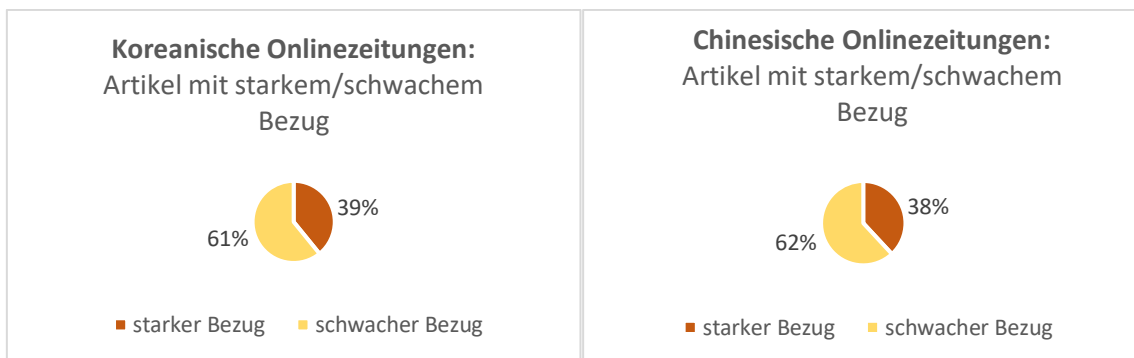 Koreanische Onlinezeitungen:
Artikel mit starkem/schwachem
Bezug
39%
61%
starker Bezug schwacher Bezug
Chinesische Onlinezeitungen:
Artikel mit starkem/schwachem
Bezug
38%
62%
starker Bezug schwacher Bezug